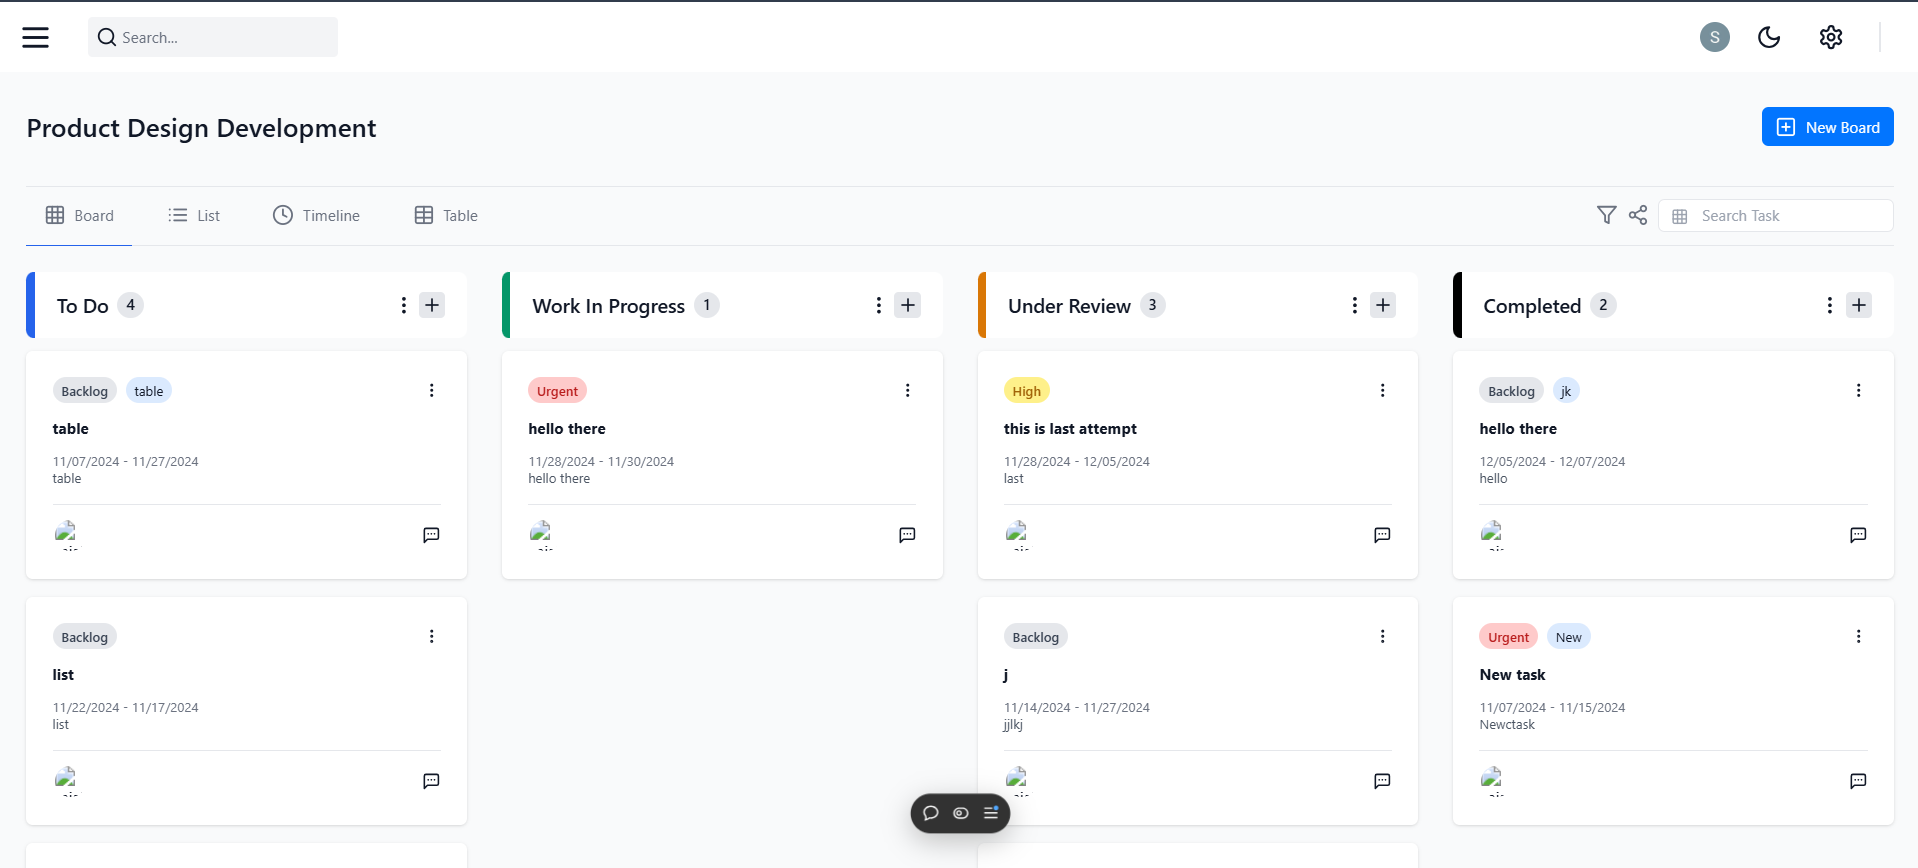 Search...
S
Product Design Development
New Board
Board
List
Timeline
Table
Search Task
To Do 4
Backlog table
table
11/07/2024 - 11/27/2024
table
Backlog
list
11/22/2024 - 11/17/2024
list
Work In Progress 1
Urgent
hello there
11/28/2024 - 11/30/2024
hello there
Under Review 3
High
this is last attempt
11/28/2024 - 12/05/2024
last
Backlog
j
11/14/2024 - 11/27/2024
jjlkj
Completed 2
Backlog jk
hello there
12/05/2024 - 12/07/2024
hello
Urgent New
New task
11/07/2024 - 11/15/2024
Newctask